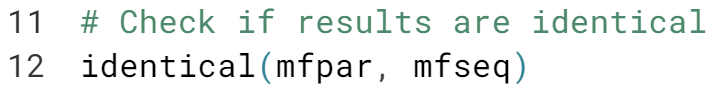 11 # Check if results are identical
12 identical(mfpar, mfseq)